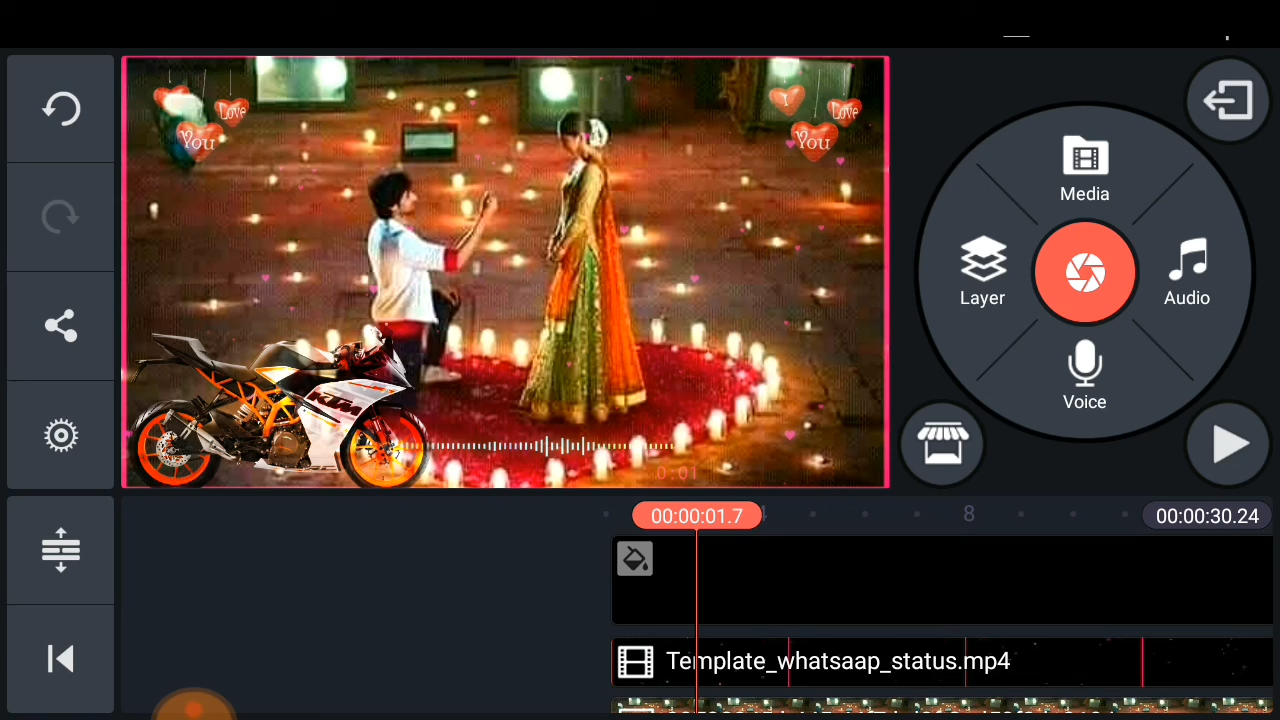 Love
You
I
Love
You
KTM
0:01
Media
Layer
Audio
Voice
00:00:01.7
8
00:00:30.24
Template_whatsaap_status.mp4